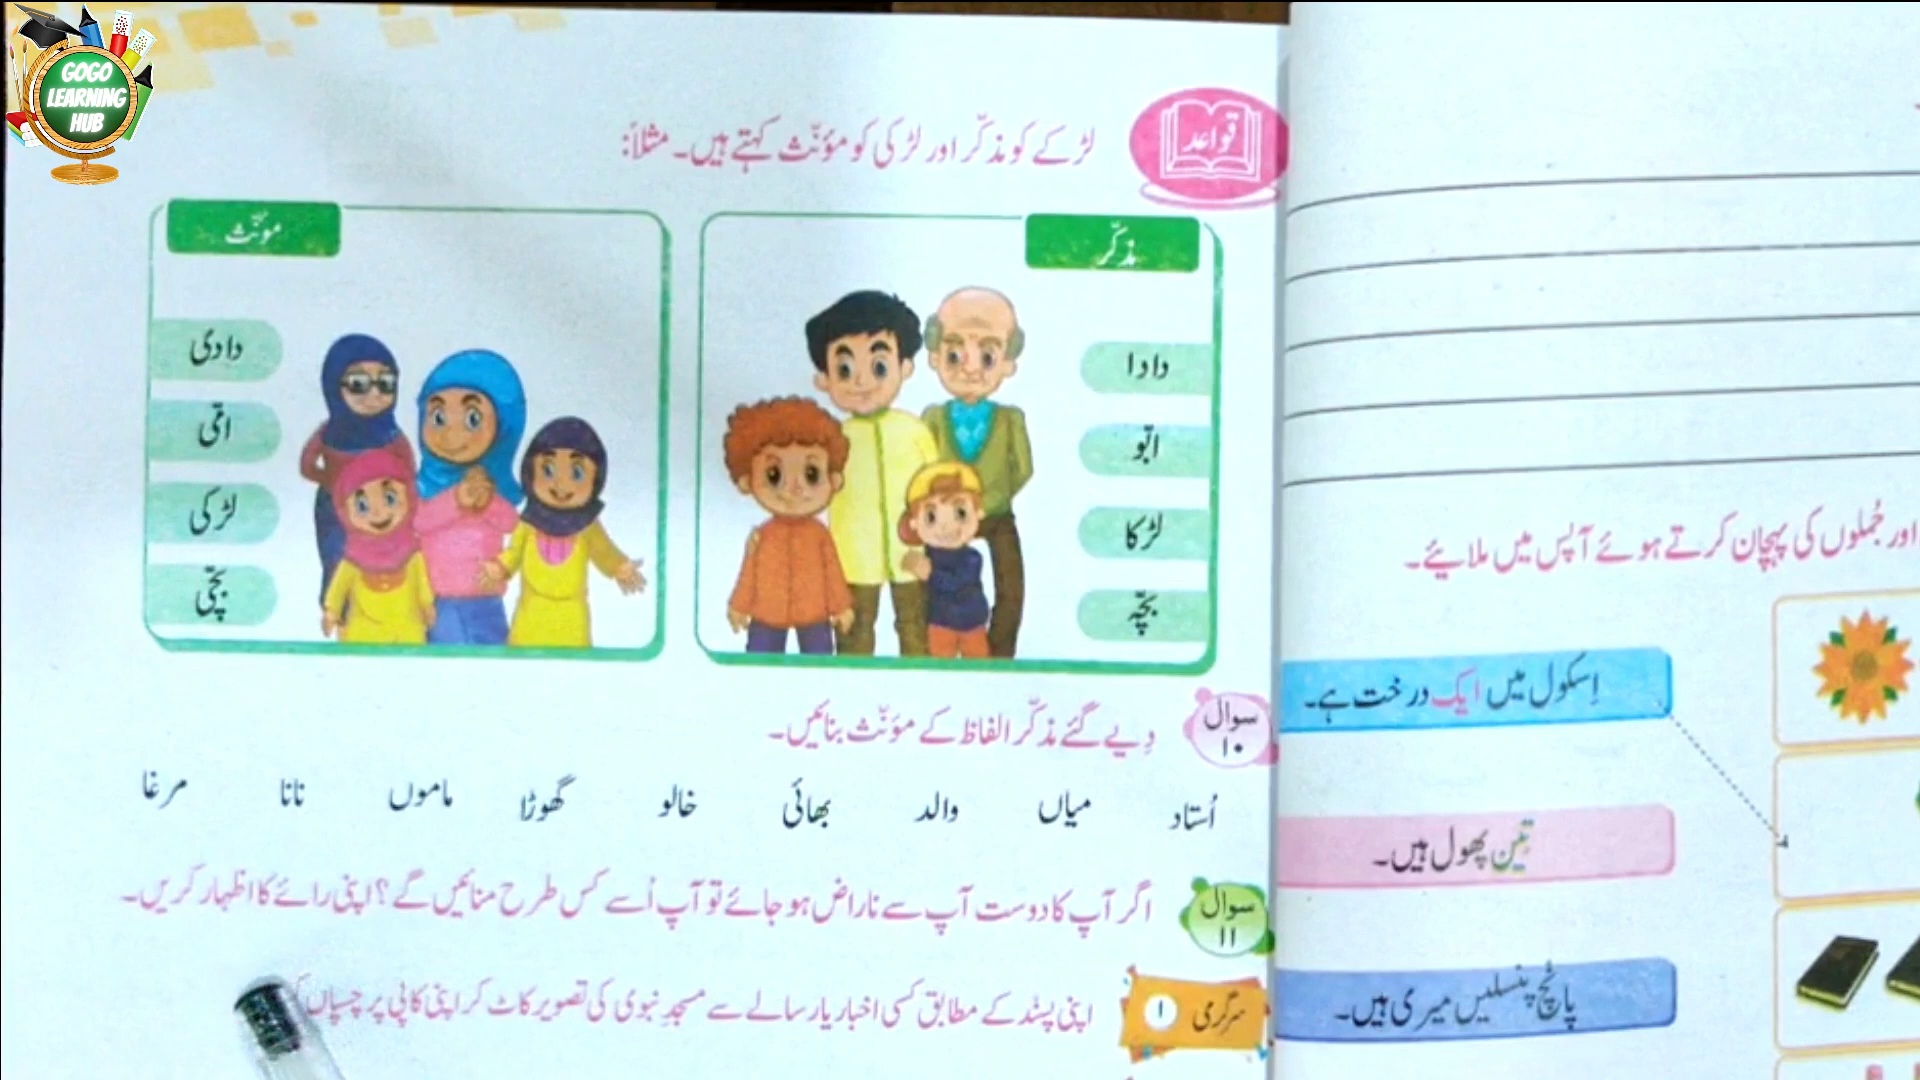 GOGO
LEARNING
HUB
قواعد
لڑکے کو مذکّر اور لڑکی کو مؤنّث کہتے ہیں۔ مثلاً:
مذکّر
دادا
ابّو
لڑکا
بچّہ
مؤنّث
دادی
امّی
لڑکی
بچّی
سوال ۱۰
دِیے گئے مذکّر الفاظ کے مؤنّث بنائیں۔
اُستاد میاں والد بھائی خالو گھوڑا ماموں نانا مرغا
سوال ۱۱
اگر آپ کا دوست آپ سے ناراض ہو جائے تو آپ اُسے کس طرح منائیں گے؟ اپنی رائے کا اظہار کریں۔
سرگرمی ۱
اپنی پسند کے مطابق کسی اخبار یا رسالے سے مسجدِ نبوی کی تصویر کاٹ کر اپنی کاپی پر چسپاں
اور جُملوں کی پہچان کرتے ہوئے آپس میں ملائیے۔
اِسکول میں ایک درخت ہے۔
تین پھول ہیں۔
پانچ پنسلیں میری ہیں۔